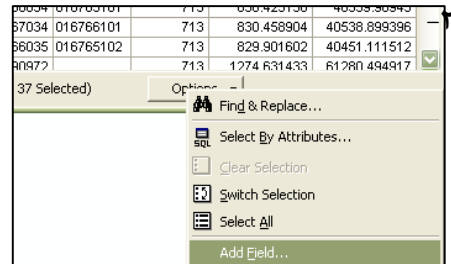 67034 016766101 713 830.458904 40538.899396
66035 016765102 713 829.901602 40451.111512
90972 713 1274.631433 61280.494917
37 Selected) Options
Find & Replace...
Select By Attributes...
Clear Selection
Switch Selection
Select All
Add Field...